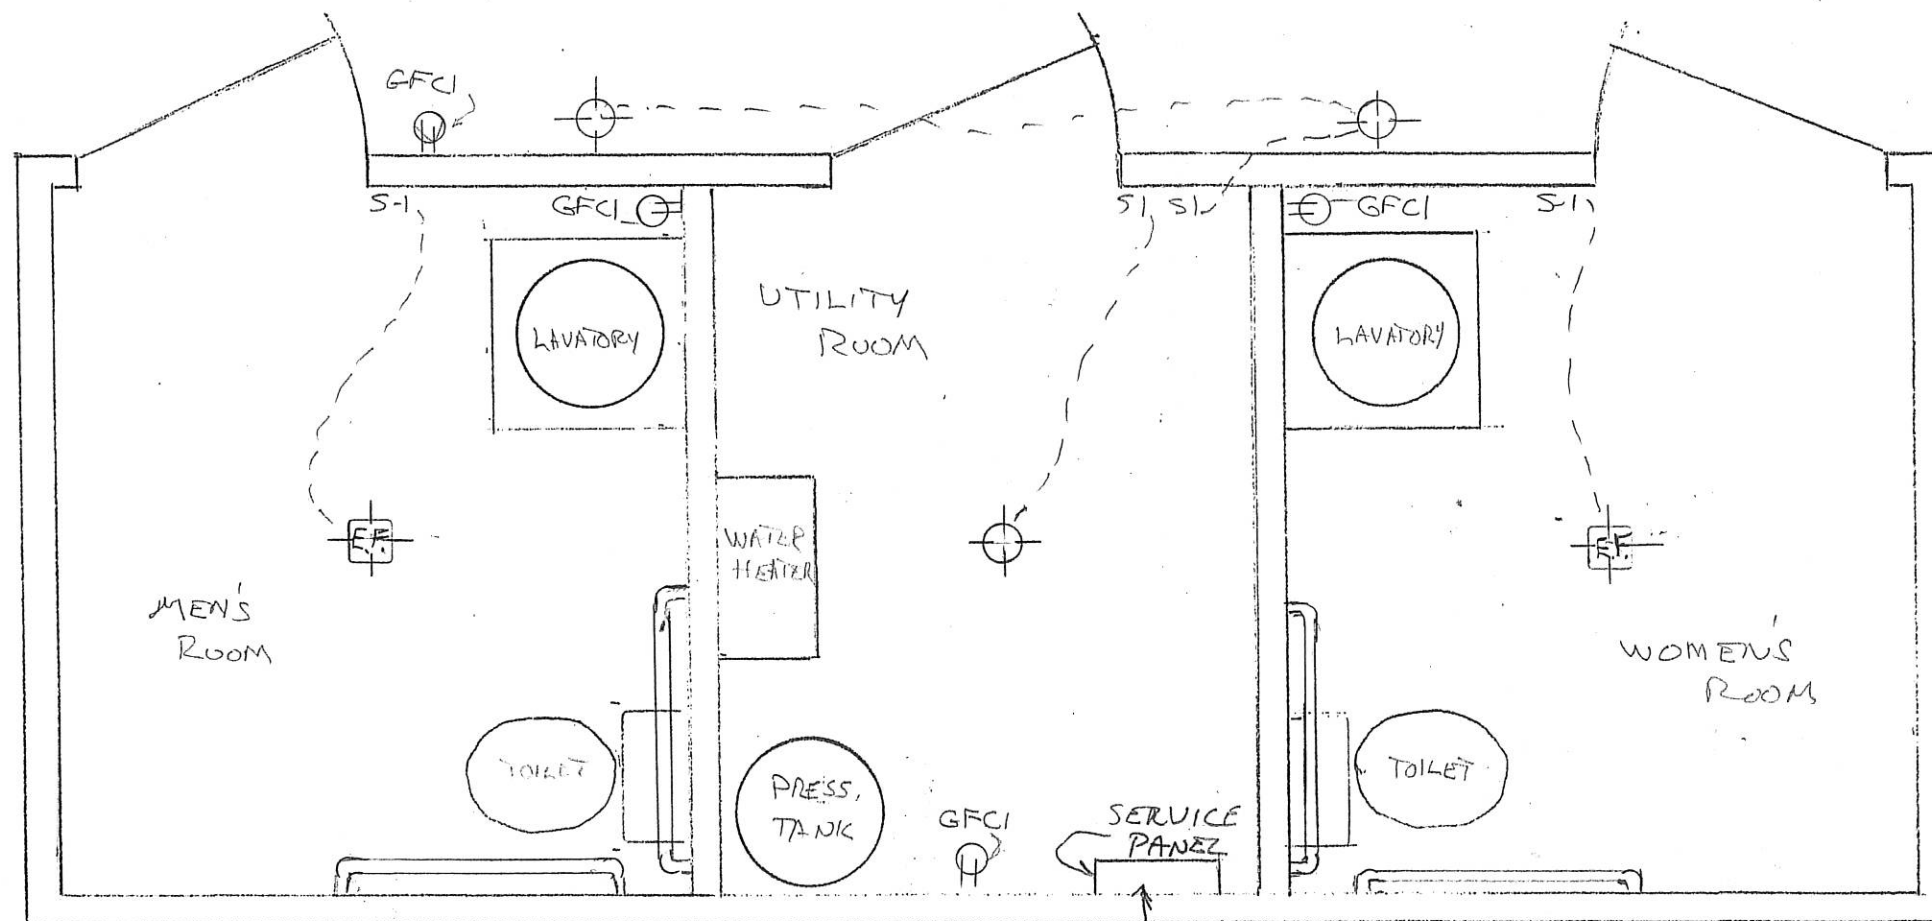 GFCI
S-1
GFCI
S1
S1
GFCI
S-1
LAVATORY
UTILITY
ROOM
LAVATORY
E.F.
WATER
HEATER
E.F.
MEN'S
ROOM
WOMEN'S
ROOM
TOILET
PRESS.
TANK
GFCI
SERVICE
PANEL
TOILET